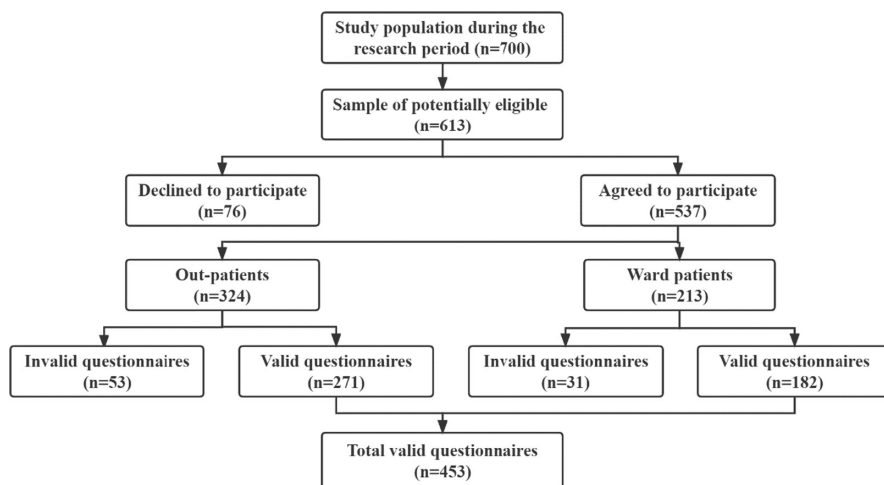 Study population during the
research period (n=700)
Sample of potentially eligible
(n=613)
Declined to participate
(n=76)
Agreed to participate
(n=537)
Out-patients
(n=324)
Ward patients
(n=213)
Invalid questionnaires
(n=53)
Valid questionnaires
(n=271)
Invalid questionnaires
(n=31)
Valid questionnaires
(n=182)
Total valid questionnaires
(n=453)